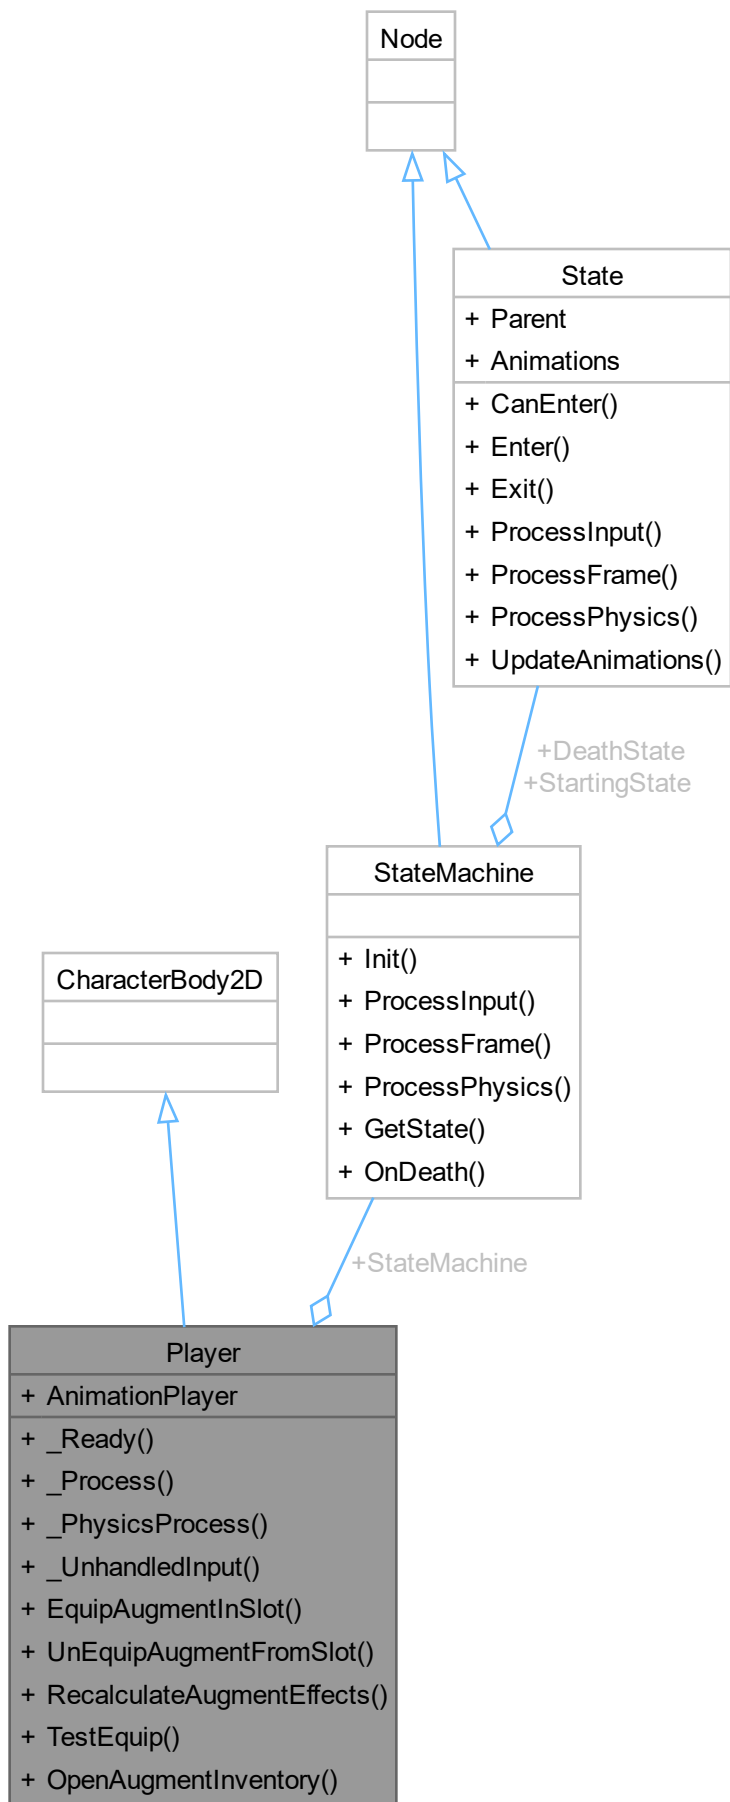 Node
State
+ Parent
+ Animations
+ CanEnter()
+ Enter()
+ Exit()
+ ProcessInput()
+ ProcessFrame()
+ ProcessPhysics()
+ UpdateAnimations()
+DeathState
+StartingState
StateMachine
+ Init()
+ ProcessInput()
+ ProcessFrame()
+ ProcessPhysics()
+ GetState()
+ OnDeath()
CharacterBody2D
+StateMachine
Player
+ AnimationPlayer
+ _Ready()
+ _Process()
+ _PhysicsProcess()
+ _UnhandledInput()
+ EquipAugmentInSlot()
+ UnEquipAugmentFromSlot()
+ RecalculateAugmentEffects()
+ TestEquip()
+ OpenAugmentInventory()